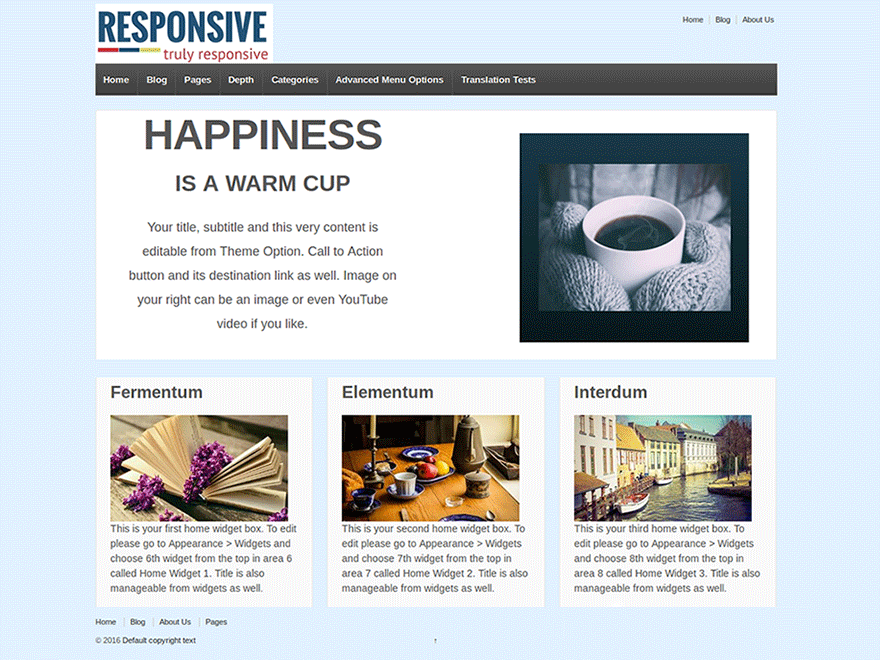 RESPONSIVE
truly responsive
Home Blog About Us
Home Blog Pages Depth Categories Advanced Menu Options Translation Tests
HAPPINESS
IS A WARM CUP
Your title, subtitle and this very content is
editable from Theme Option. Call to Action
button and its destination link as well. Image on
your right can be an image or even YouTube
video if you like.
Fermentum
This is your first home widget box. To edit
please go to Appearance > Widgets and
choose 6th widget from the top in area 6
called Home Widget 1. Title is also
manageable from widgets as well.
Elementum
This is your second home widget box. To
edit please go to Appearance > Widgets
and choose 7th widget from the top in
area 7 called Home Widget 2. Title is also
manageable from widgets as well.
Interdum
This is your third home widget box. To
edit please go to Appearance > Widgets
and choose 8th widget from the top in
area 8 called Home Widget 3. Title is also
manageable from widgets as well.
Home Blog About Us Pages
© 2016 Default copyright text ↑